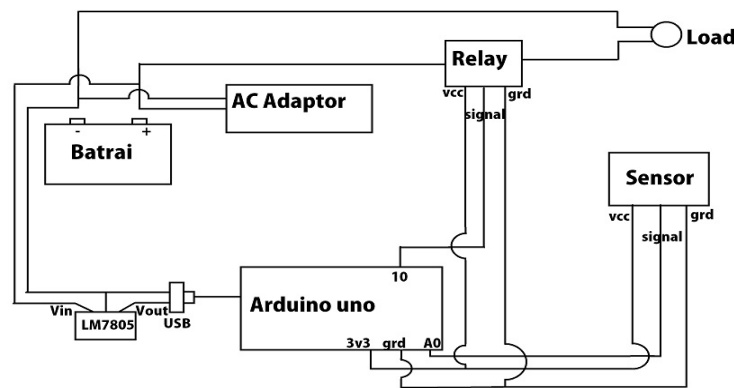 Load
Relay
vcc
signal
grd
AC Adaptor
- +
Batrai
Sensor
vcc
signal
grd
10
Arduino uno
3v3 grd A0
Vin
Vout
LM7805
USB